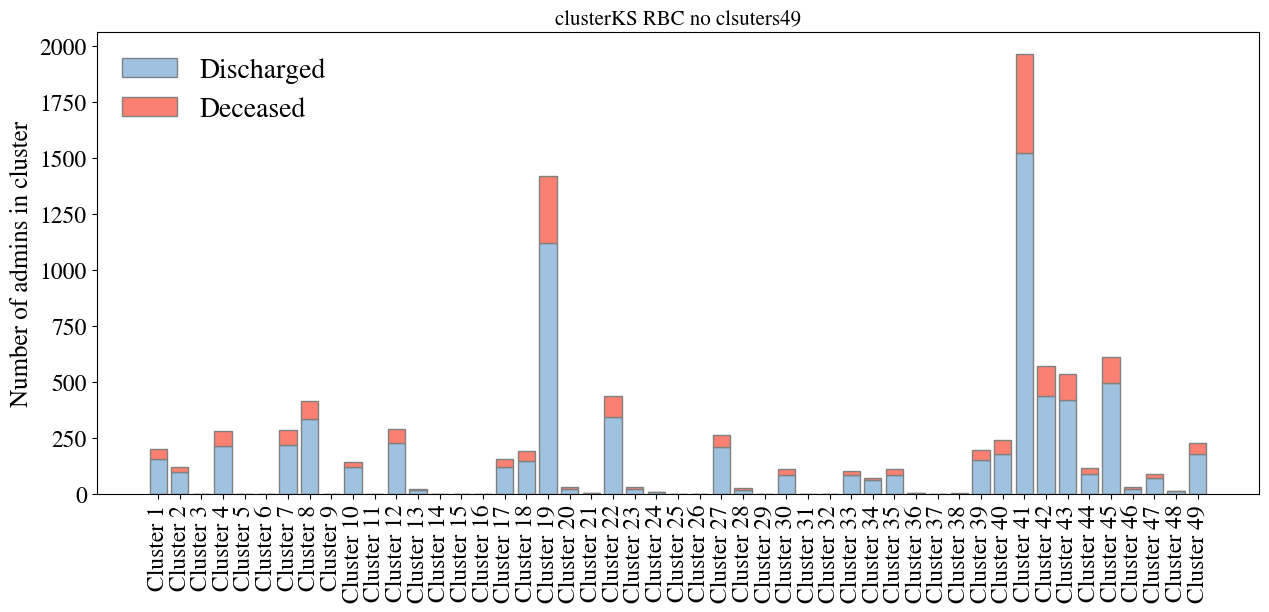 clusterKS RBC no clsuters49
Number of admins in cluster
2000
1750
1500
1250
1000
750
500
250
0
Discharged
Deceased
Cluster 1
Cluster 2
Cluster 3
Cluster 4
Cluster 5
Cluster 6
Cluster 7
Cluster 8
Cluster 9
Cluster 10
Cluster 11
Cluster 12
Cluster 13
Cluster 14
Cluster 15
Cluster 16
Cluster 17
Cluster 18
Cluster 19
Cluster 20
Cluster 21
Cluster 22
Cluster 23
Cluster 24
Cluster 25
Cluster 26
Cluster 27
Cluster 28
Cluster 29
Cluster 30
Cluster 31
Cluster 32
Cluster 33
Cluster 34
Cluster 35
Cluster 36
Cluster 37
Cluster 38
Cluster 39
Cluster 40
Cluster 41
Cluster 42
Cluster 43
Cluster 44
Cluster 45
Cluster 46
Cluster 47
Cluster 48
Cluster 49